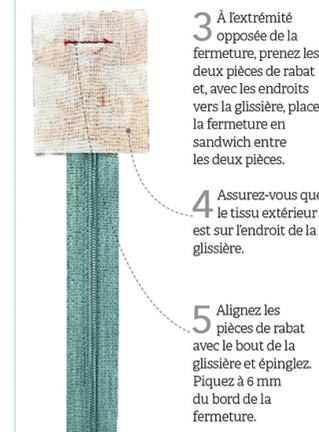 3 À l'extrémité
opposée de la
fermeture, prenez les
deux pièces de rabat
et, avec les endroits
vers la glissière, place
la fermeture en
sandwich entre
les deux pièces.
4 Assurez-vous que
le tissu extérieur
est sur l'endroit de la
glissière.
5 Alignez les
pièces de rabat
avec le bout de la
glissière et épinglez.
Piquez à 6 mm
du bord de la
fermeture.